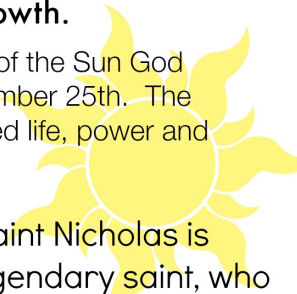 owth.
of the Sun God
mber 25th.  The
ed life, power and
aint Nicholas is
gendary saint, who